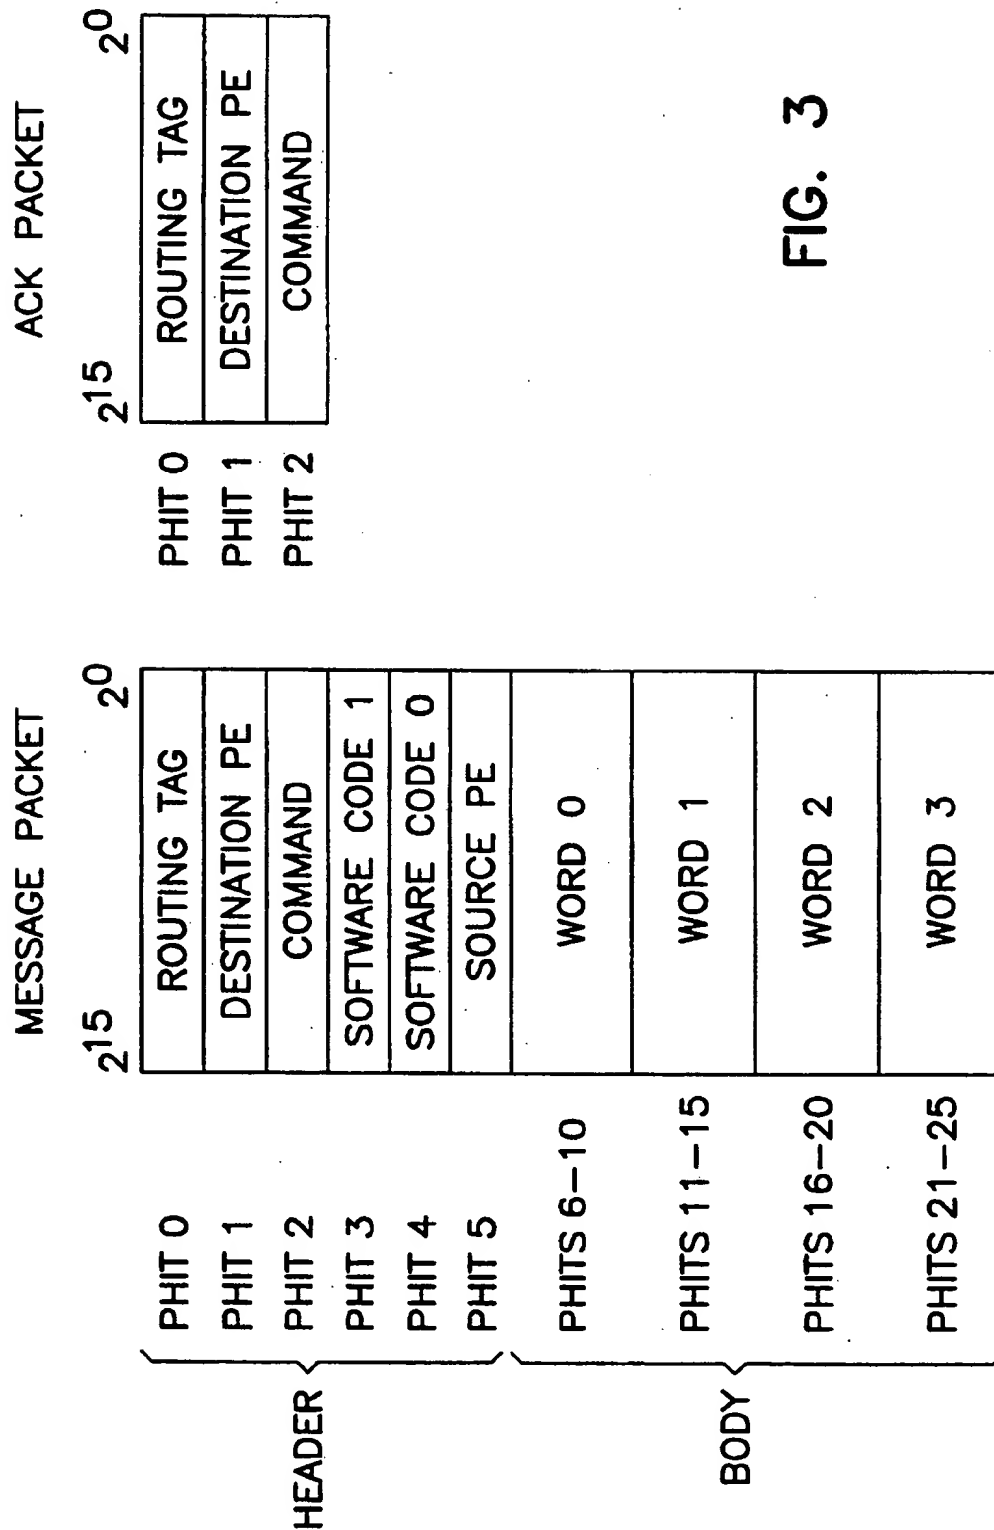 MESSAGE PACKET
2^15 2^0
HEADER
PHIT 0 ROUTING TAG
PHIT 1 DESTINATION PE
PHIT 2 COMMAND
PHIT 3 SOFTWARE CODE 1
PHIT 4 SOFTWARE CODE 0
PHIT 5 SOURCE PE
BODY
PHITS 6–10 WORD 0
PHITS 11–15 WORD 1
PHITS 16–20 WORD 2
PHITS 21–25 WORD 3
ACK PACKET
2^15 2^0
PHIT 0 ROUTING TAG
PHIT 1 DESTINATION PE
PHIT 2 COMMAND
FIG. 3